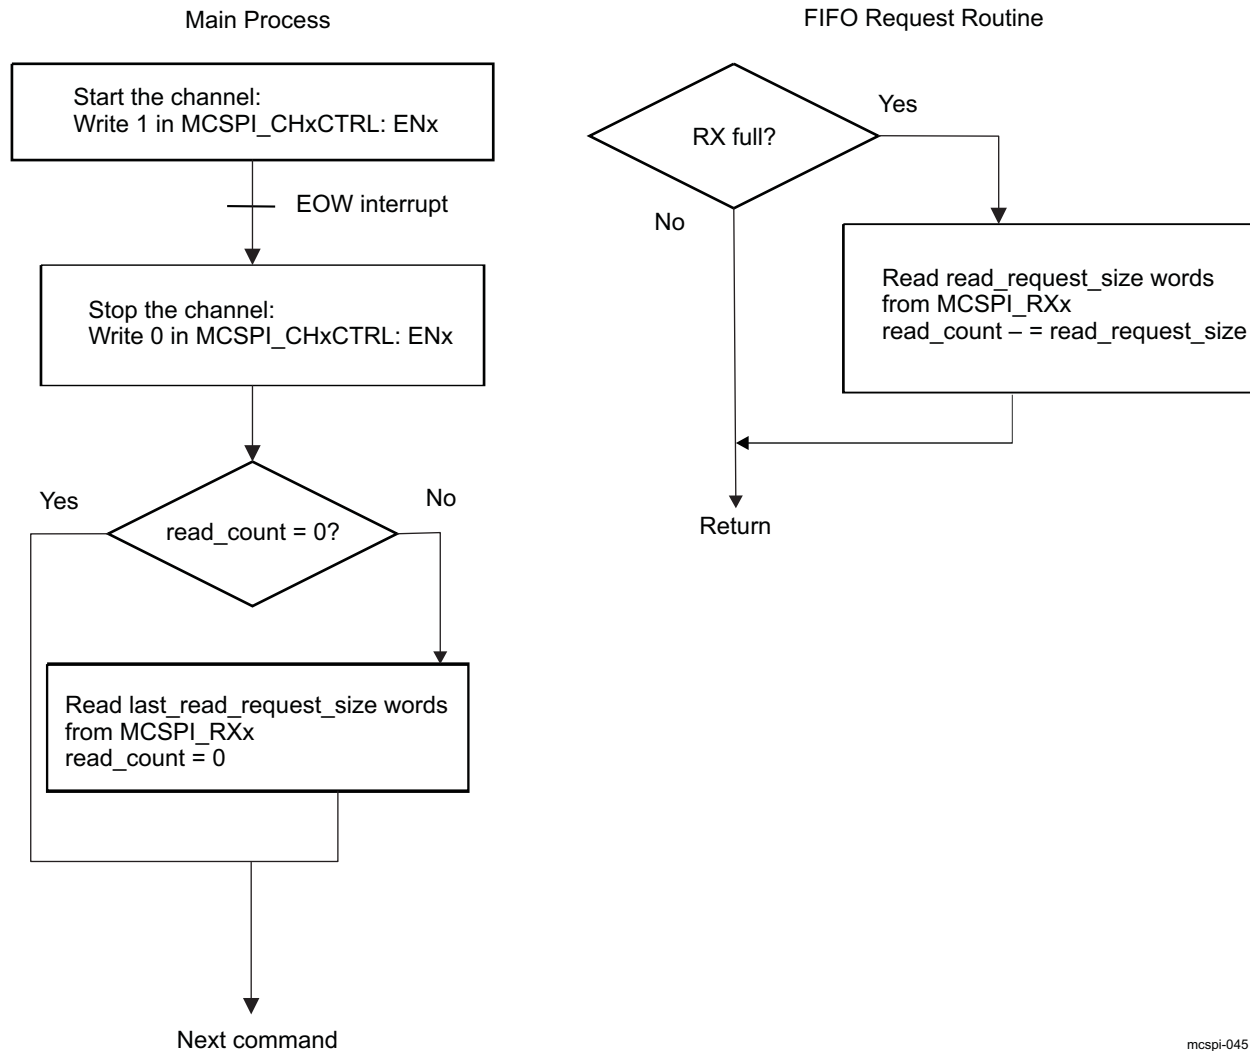 Main Process
Start the channel:
Write 1 in MCSPI_CHxCTRL: ENx
EOW interrupt
Stop the channel:
Write 0 in MCSPI_CHxCTRL: ENx
Yes
No
read_count = 0?
Read last_read_request_size words
from MCSPI_RXx
read_count = 0
Next command
FIFO Request Routine
RX full?
Yes
No
Read read_request_size words
from MCSPI_RXx
read_count – = read_request_size
Return
mcspi-045